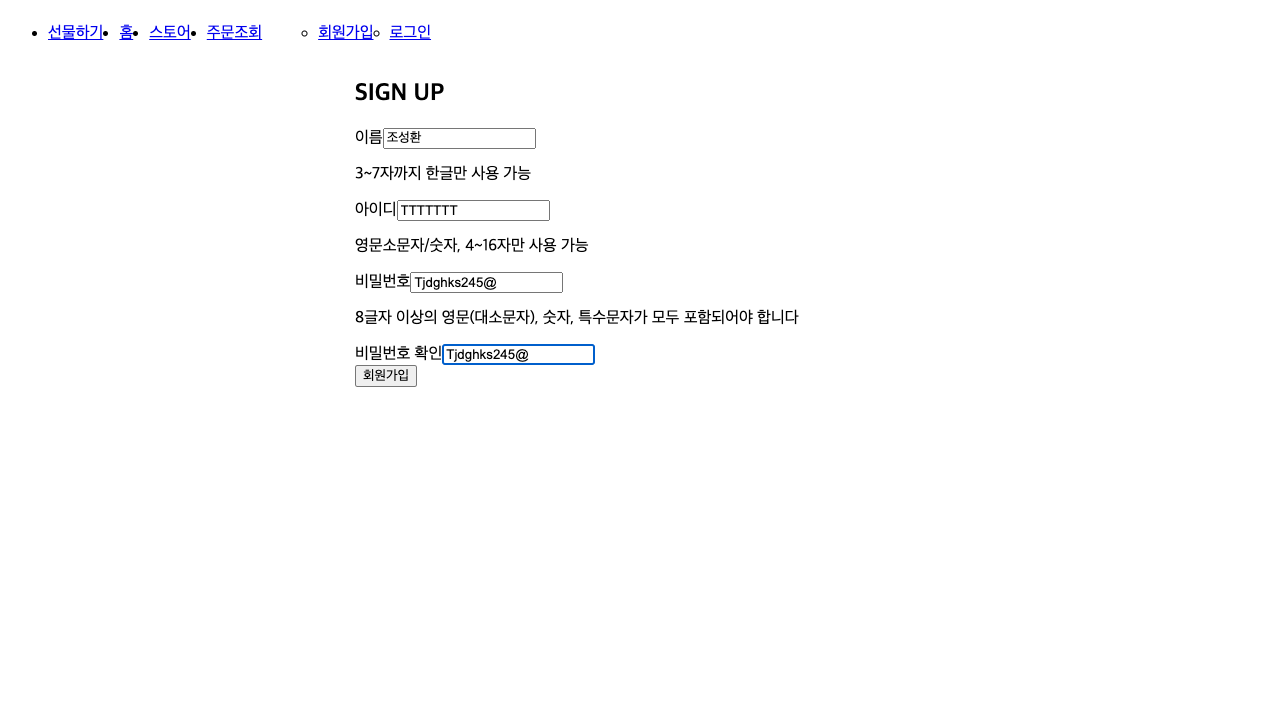 선물하기 홈 스토어 주문조회 회원가입 로그인
SIGN UP
이름 조성환
3~7자까지 한글만 사용 가능
아이디 TTTTTTT
영문소문자/숫자, 4~16자만 사용 가능
비밀번호 Tjdghks245@
8글자 이상의 영문(대소문자), 숫자, 특수문자가 모두 포함되어야 합니다
비밀번호 확인 Tjdghks245@
회원가입